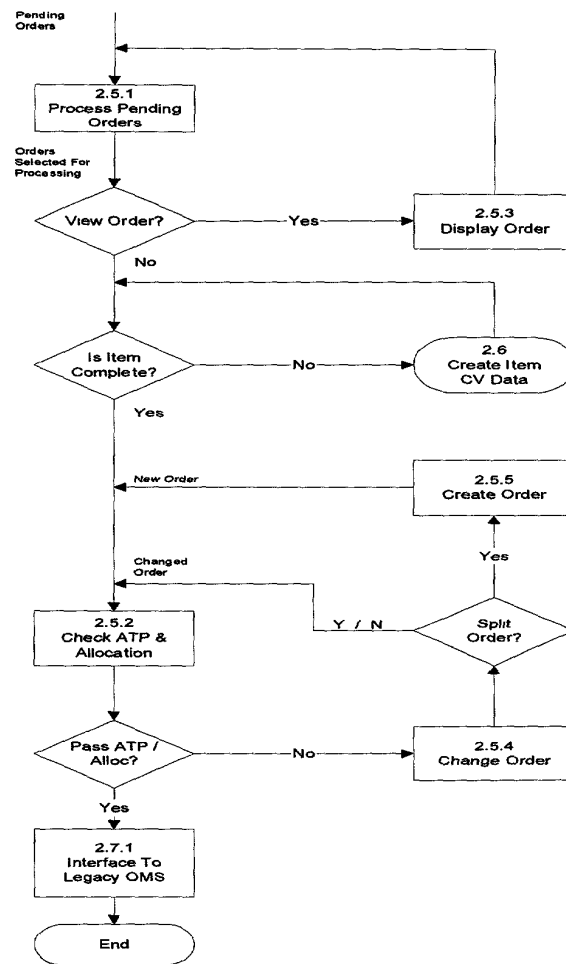 Pending
Orders
2.5.1
Process Pending
Orders
Orders
Selected For
Processing
View Order?
Yes
2.5.3
Display Order
No
Is Item
Complete?
No
2.6
Create Item
CV Data
Yes
New Order
2.5.5
Create Order
Yes
Changed
Order
Y / N
Split
Order?
2.5.2
Check ATP &
Allocation
Pass ATP /
Alloc?
No
2.5.4
Change Order
Yes
2.7.1
Interface To
Legacy OMS
End